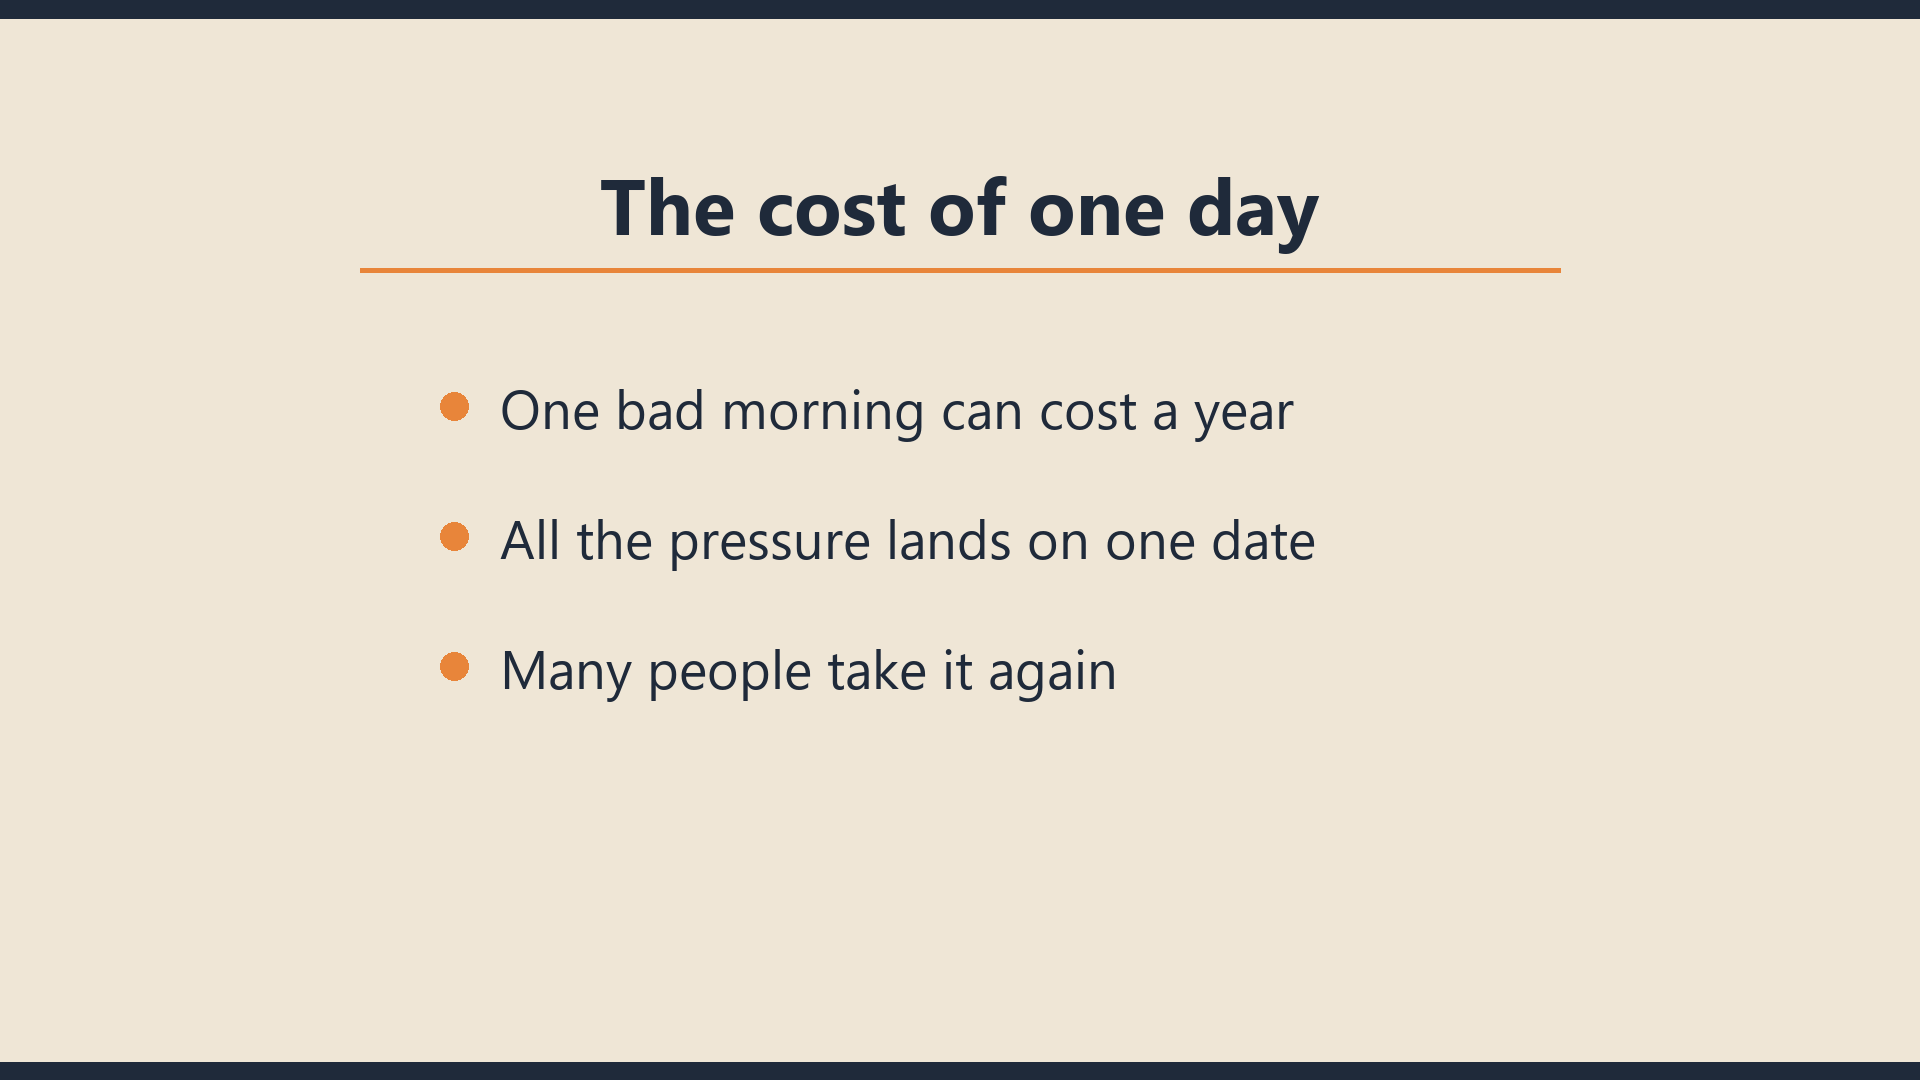 The cost of one day
One bad morning can cost a year
All the pressure lands on one date
Many people take it again